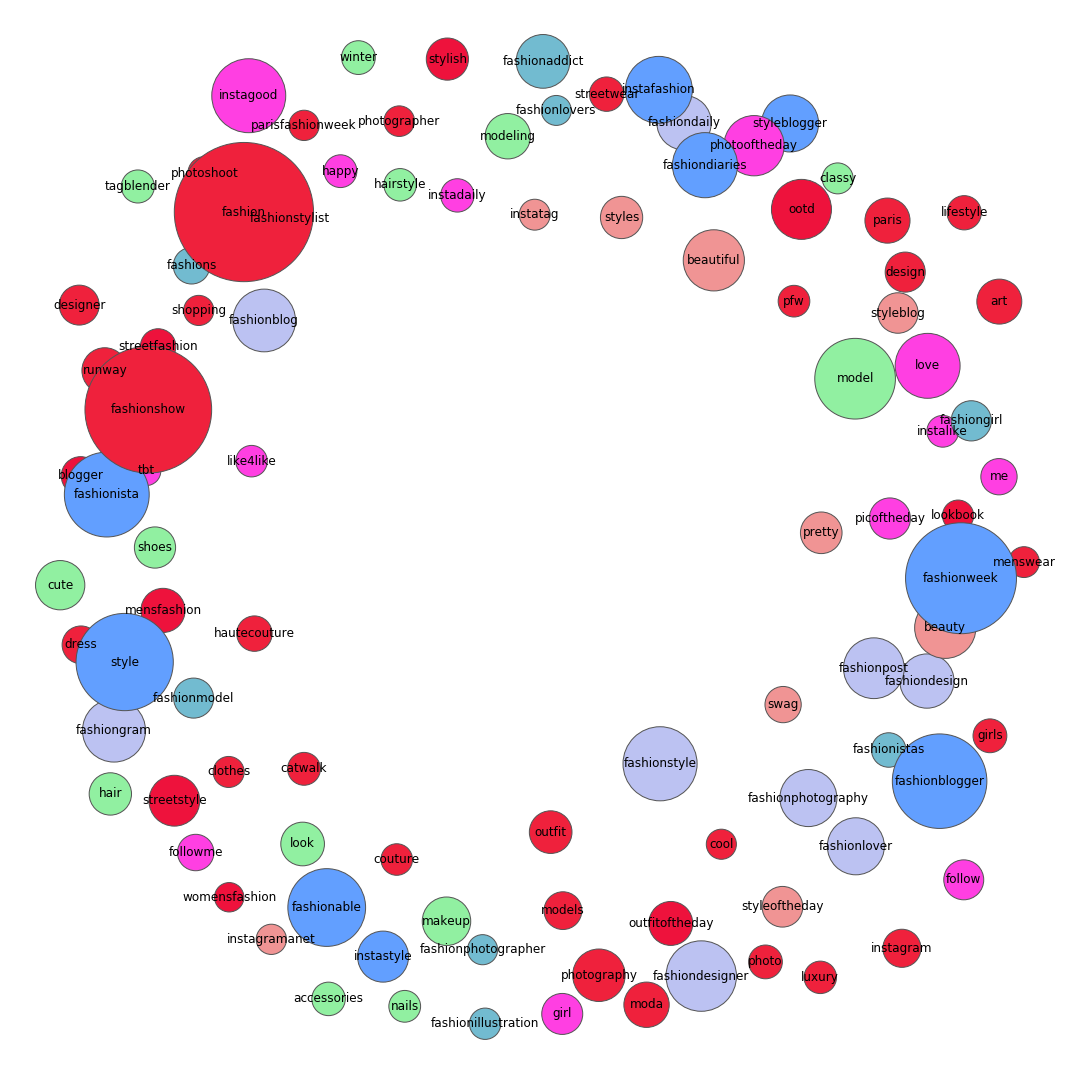 winter
stylish
fashionaddict
instagood
streetwear
instafashion
fashionlovers
parisfashionweek
photographer
fashiondaily
styleblogger
modeling
photooftheday
fashiondiaries
photoshoot
happy
tagblender
hairstyle
instadaily
classy
fashion
fashionstylist
instatag
styles
ootd
paris
lifestyle
beautiful
fashions
design
designer
shopping
fashionblog
pfw
styleblog
art
streetfashion
runway
model
love
fashionshow
fashiongirl
instalike
blogger
tbt
like4like
me
fashionista
lookbook
picoftheday
pretty
shoes
menswear
cute
fashionweek
mensfashion
beauty
hautecouture
dress
style
fashionpost
fashiondesign
fashionmodel
swag
fashiongram
girls
fashionistas
fashionstyle
clothes
catwalk
fashionblogger
hair
streetstyle
fashionphotography
outfit
look
cool
fashionlover
followme
couture
follow
womensfashion
fashionable
styleoftheday
models
makeup
outfitoftheday
instagramanet
fashionphotographer
instagram
instastyle
photo
photography
fashiondesigner
luxury
accessories
nails
moda
girl
fashionillustration